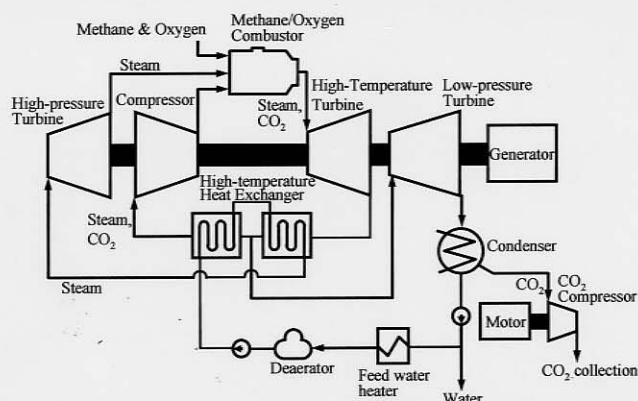 Methane & Oxygen
Methane/Oxygen
Combustor
Steam
High-pressure
Turbine
Compressor
Steam,
CO2
High-Temperature
Turbine
Low-pressure
Turbine
Generator
High-temperature
Heat Exchanger
Steam,
CO2
Steam
Condenser
CO2
CO2
Compressor
Motor
Deaerator
Feed water
heater
Water
CO2 collection